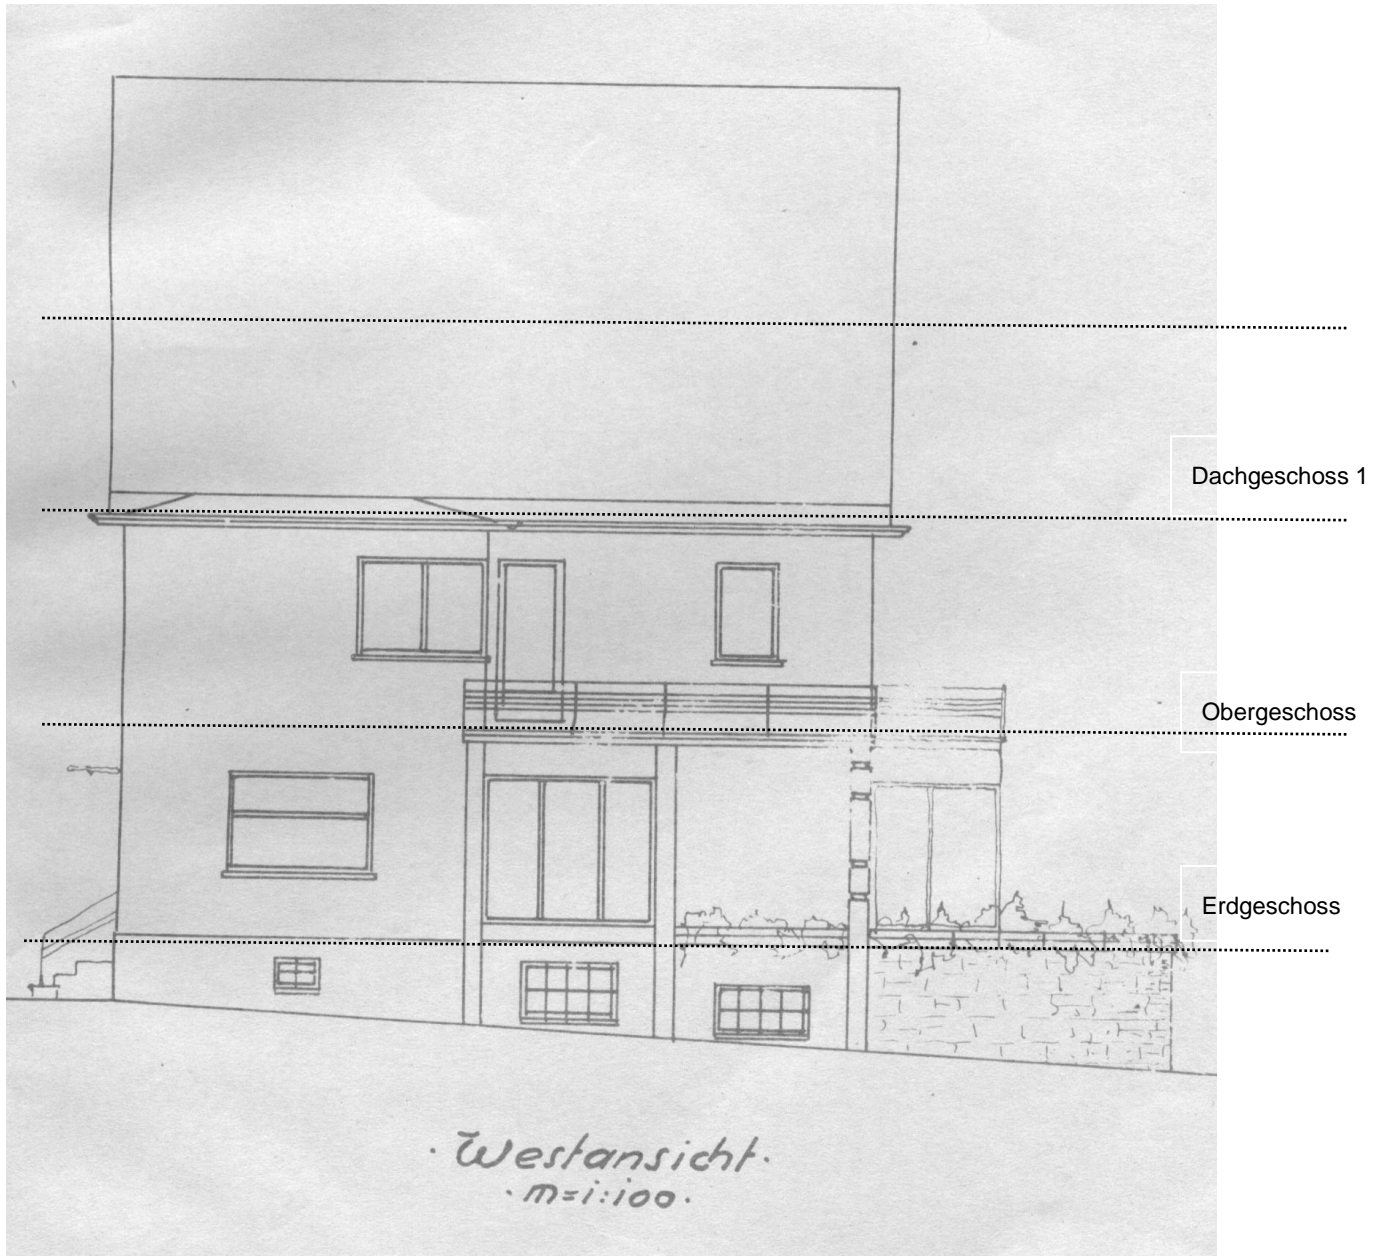 Dachgeschoss 1
Obergeschoss
Erdgeschoss
· Westansicht ·
· m=1:100 ·